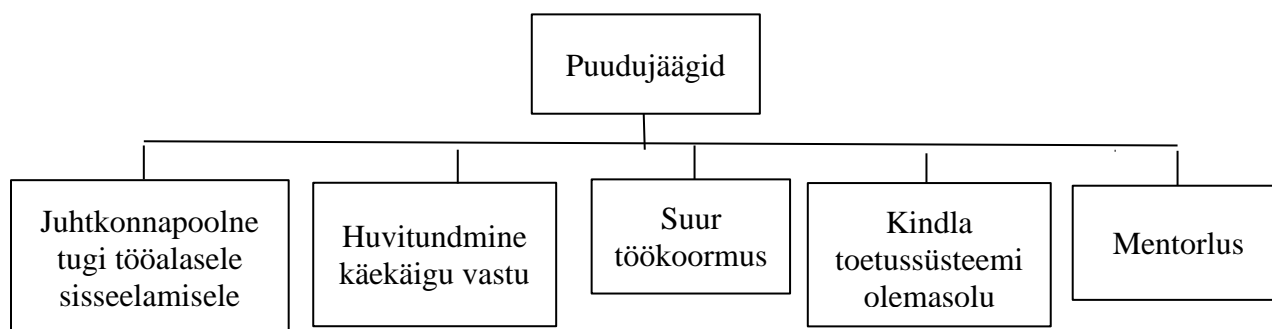 Puudujäägid
Juhtkonnapoolne
tugi tööalasele
sisseelamisele
Huvitundmine
käekäigu vastu
Suur
töökoormus
Kindla
toetussüsteemi
olemasolu
Mentorlus